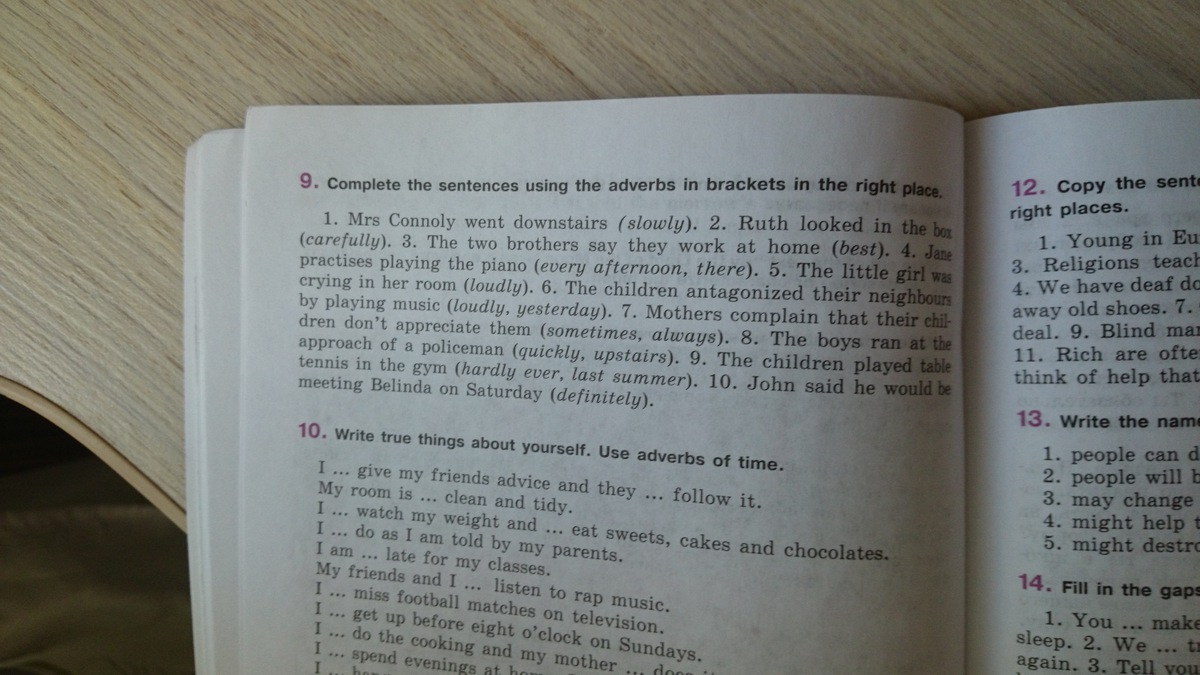 9. Complete the sentences using the adverbs in brackets in the right place.
1. Mrs Connoly went downstairs (slowly). 2. Ruth looked in the box
(carefully). 3. The two brothers say they work at home (best). 4. Jane
practises playing the piano (every afternoon, there). 5. The little girl was
crying in her room (loudly). 6. The children antagonized their neighbours
by playing music (loudly, yesterday). 7. Mothers complain that their chil-
dren don't appreciate them (sometimes, always). 8. The boys ran at the
approach of a policeman (quickly, upstairs). 9. The children played table
tennis in the gym (hardly ever, last summer). 10. John said he would be
meeting Belinda on Saturday (definitely).
10. Write true things about yourself. Use adverbs of time.
I ... give my friends advice and they ... follow it.
My room is ... clean and tidy.
I ... watch my weight and ... eat sweets, cakes and chocolates.
I ... do as I am told by my parents.
I am ... late for my classes.
My friends and I ... listen to rap music.
I ... miss football matches on television.
I ... get up before eight o'clock on Sundays.
I ... do the cooking and my mother ...
I ... spend evenings at
I ...
12. Copy the
right places.
1. Young in
3. Religions
4. We have deaf
away old shoes. 7.
deal. 9. Blind
11. Rich are
think of help that
13. Write the
1. people can
2. people will
3. may change
4. might help
5. might
14. Fill in the
1. You ...
sleep. 2. We ...
again. 3. Tell